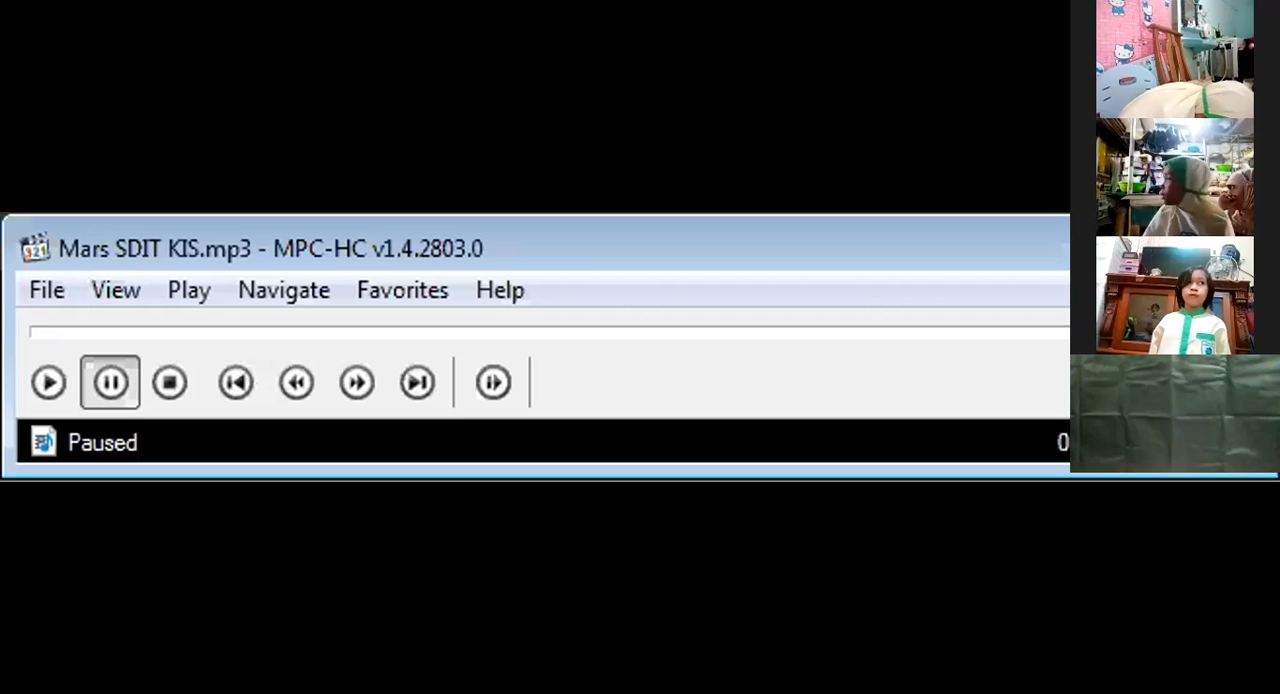 Mars SDIT KIS.mp3 - MPC-HC v1.4.2803.0
File View Play Navigate Favorites Help
Paused 0